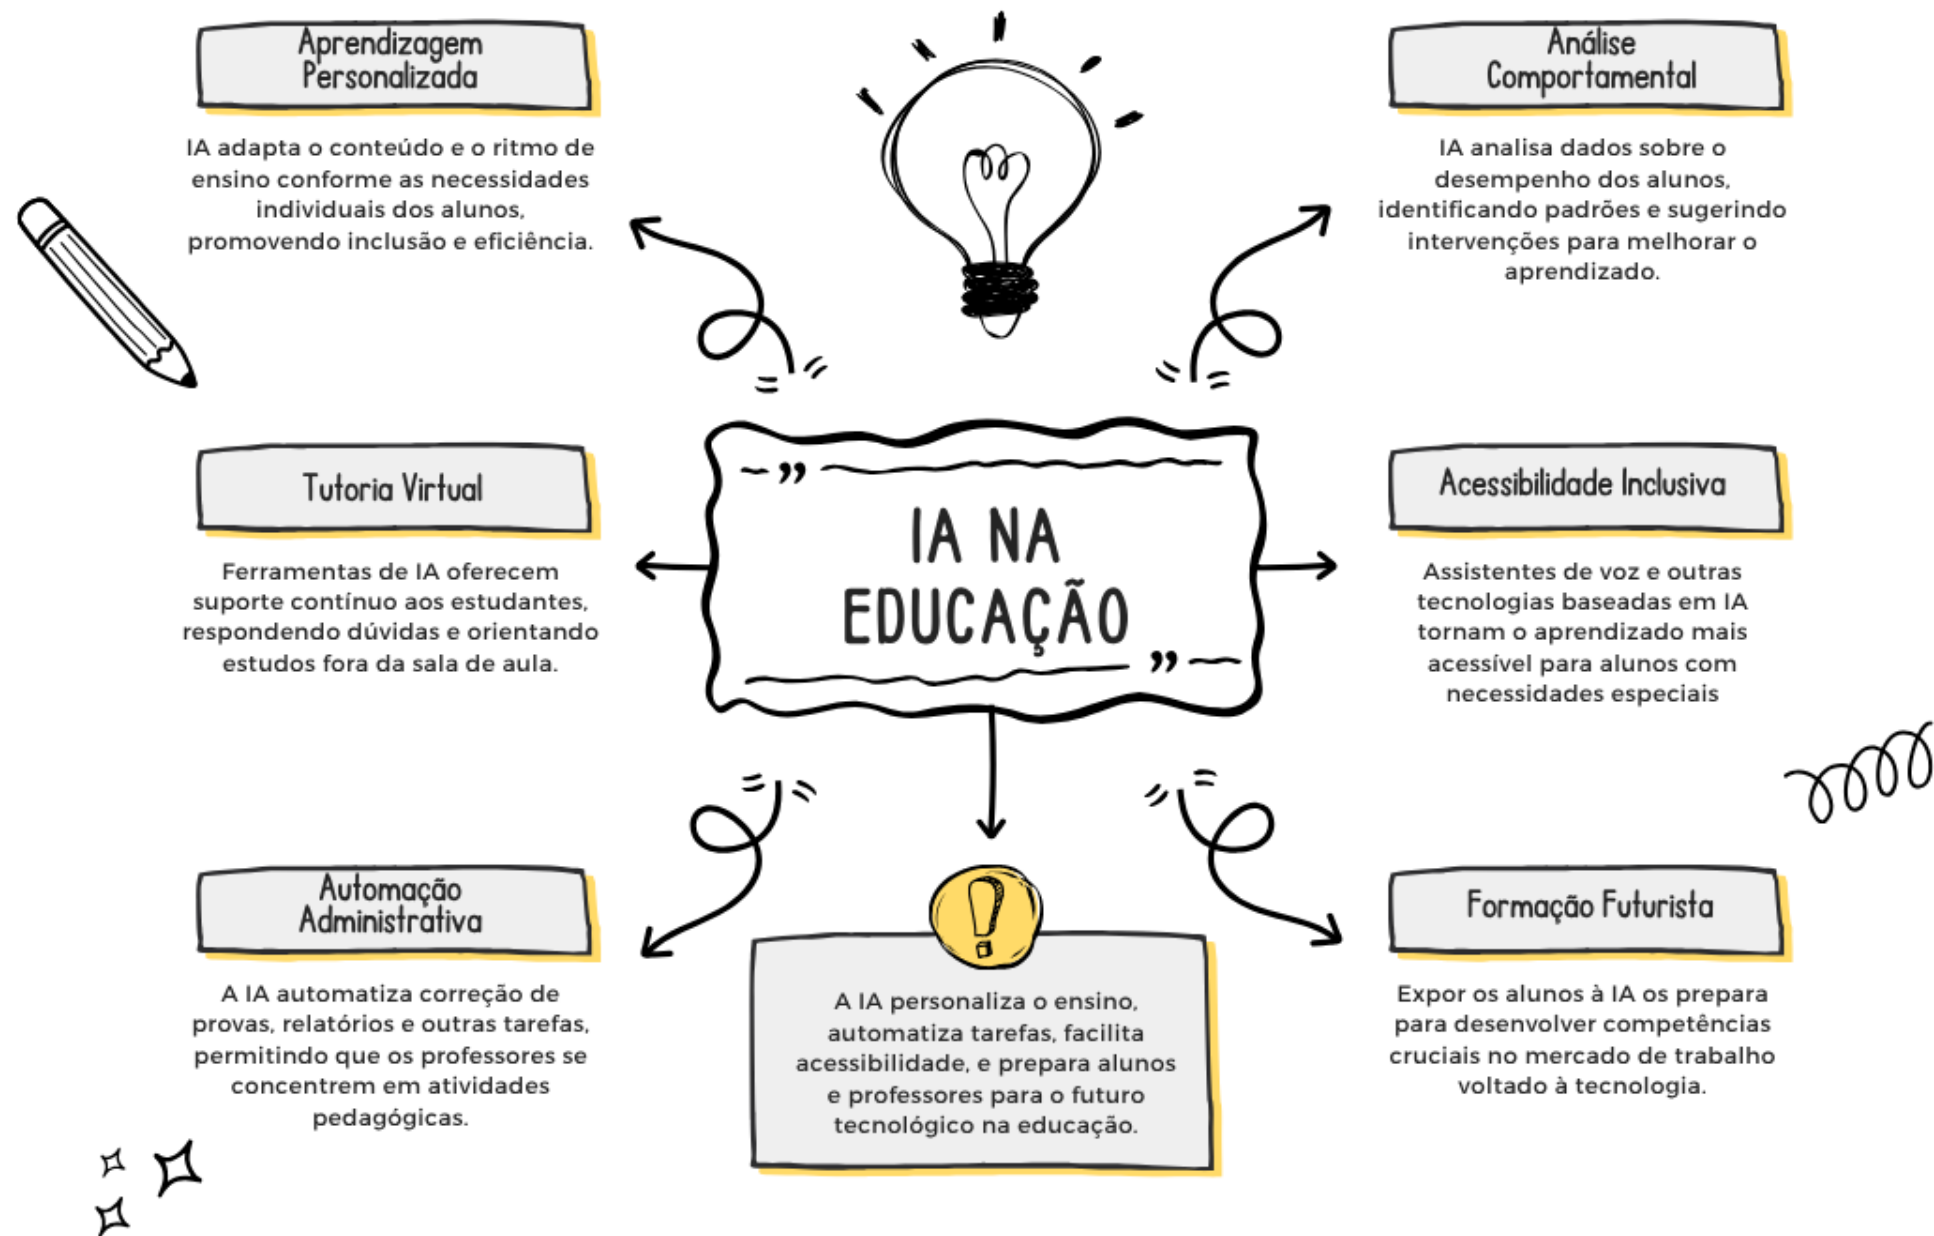 Aprendizagem
Personalizada
IA adapta o conteúdo e o ritmo de
ensino conforme as necessidades
individuais dos alunos,
promovendo inclusão e eficiência.
Análise
Comportamental
IA analisa dados sobre o
desempenho dos alunos,
identificando padrões e sugerindo
intervenções para melhorar o
aprendizado.
Tutoria Virtual
Ferramentas de IA oferecem
suporte contínuo aos estudantes,
respondendo dúvidas e orientando
estudos fora da sala de aula.
IA NA
EDUCAÇÃO
Acessibilidade Inclusiva
Assistentes de voz e outras
tecnologias baseadas em IA
tornam o aprendizado mais
acessível para alunos com
necessidades especiais
Automação
Administrativa
A IA automatiza correção de
provas, relatórios e outras tarefas,
permitindo que os professores se
concentrem em atividades
pedagógicas.
A IA personaliza o ensino,
automatiza tarefas, facilita
acessibilidade, e prepara alunos
e professores para o futuro
tecnológico na educação.
Formação Futurista
Expor os alunos à IA os prepara
para desenvolver competências
cruciais no mercado de trabalho
voltado à tecnologia.